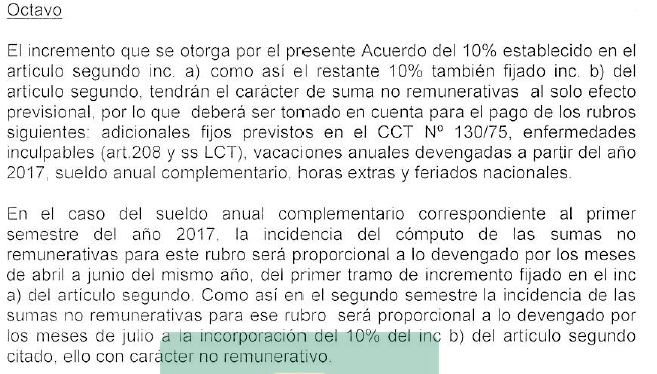 Octavo
El incremento que se otorga por el presente Acuerdo del 10% establecido en el
artículo segundo inc. a) como así el restante 10% también fijado inc. b) del
artículo segundo, tendrán el carácter de suma no remunerativas al solo efecto
previsional, por lo que deberá ser tomado en cuenta para el pago de los rubros
siguientes: adicionales fijos previstos en el CCT Nº 130/75, enfermedades
inculpables (art.208 y ss LCT), vacaciones anuales devengadas a partir del año
2017, sueldo anual complementario, horas extras y feriados nacionales.
En el caso del sueldo anual complementario correspondiente al primer
semestre del año 2017, la incidencia del cómputo de las sumas no
remunerativas para este rubro será proporcional a lo devengado por los meses
de abril a junio del mismo año, del primer tramo de incremento fijado en el inc
a) del artículo segundo. Como así en el segundo semestre la incidencia de las
sumas no remunerativas para ese rubro será proporcional a lo devengado por
los meses de julio a la incorporación del 10% del inc b) del artículo segundo
citado, ello con carácter no remunerativo.